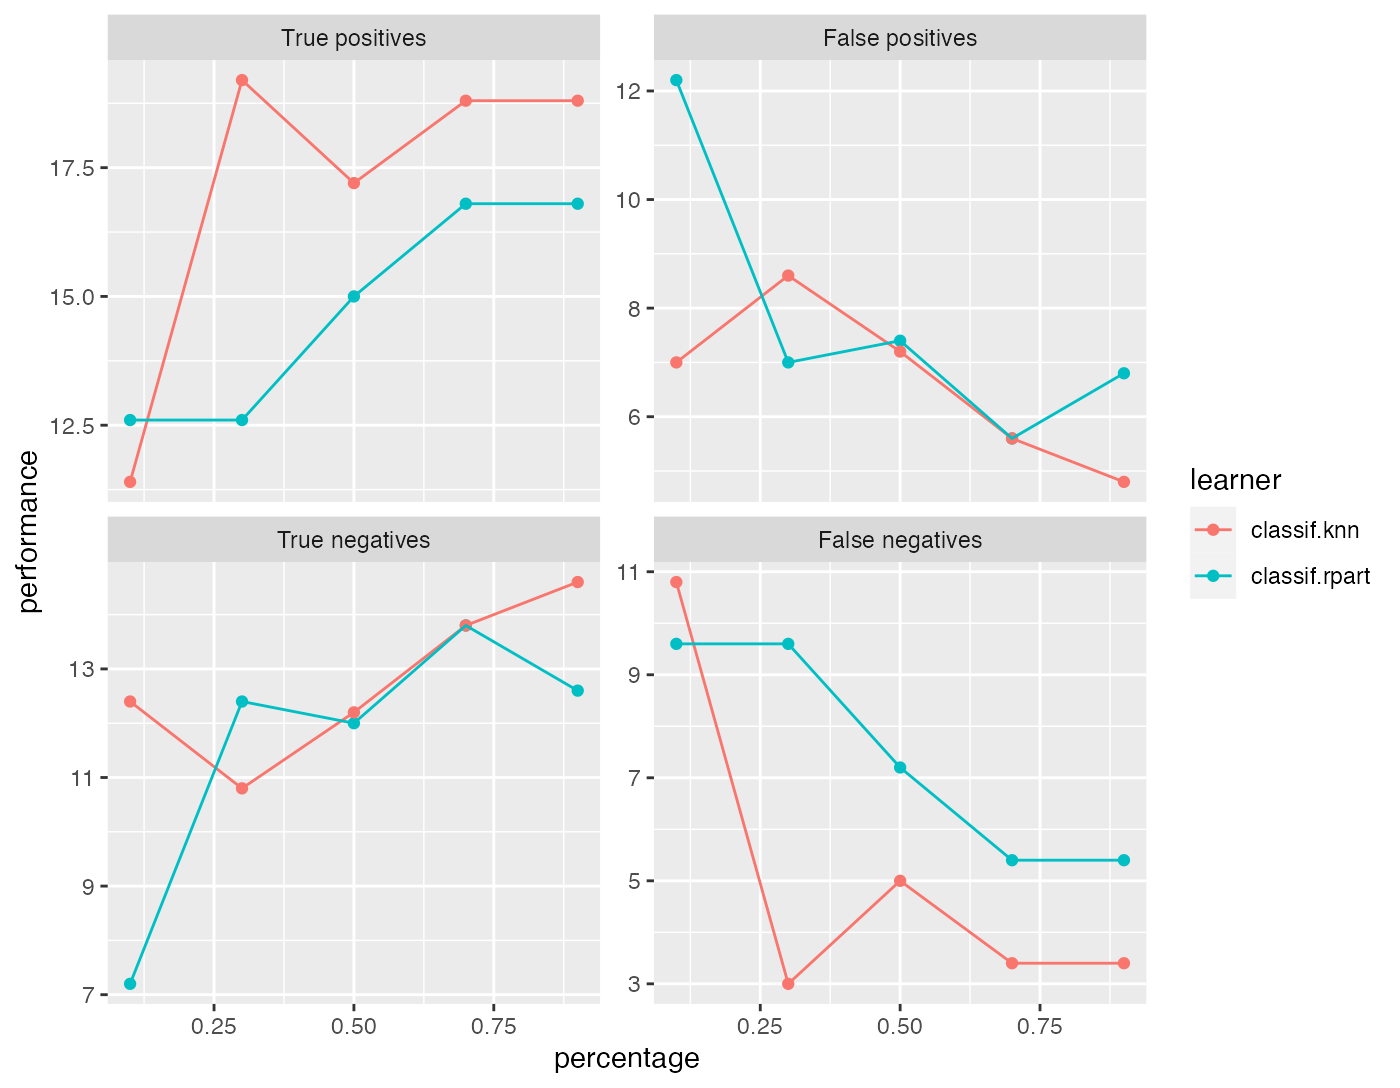 True positives
False positives
17.5
15.0
12.5
12
10
8
6
True negatives
False negatives
13
11
9
7
11
9
7
5
3
0.25 0.50 0.75
0.25 0.50 0.75
performance
percentage
learner
classif.knn
classif.rpart